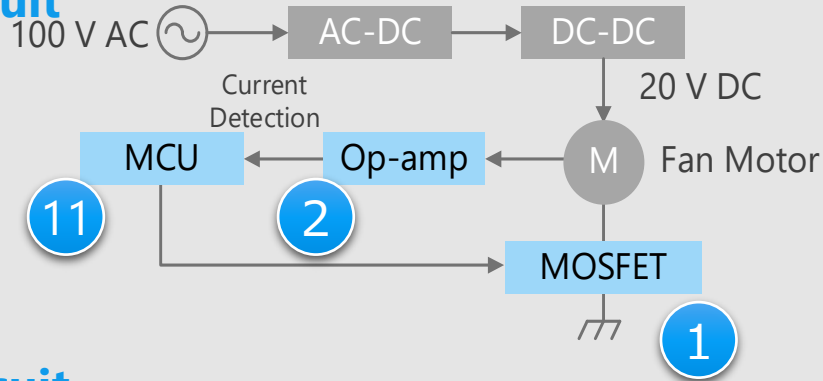 uit
100 V AC
AC-DC
DC-DC
20 V DC
Current
Detection
MCU
Op-amp
M
Fan Motor
11
2
MOSFET
1